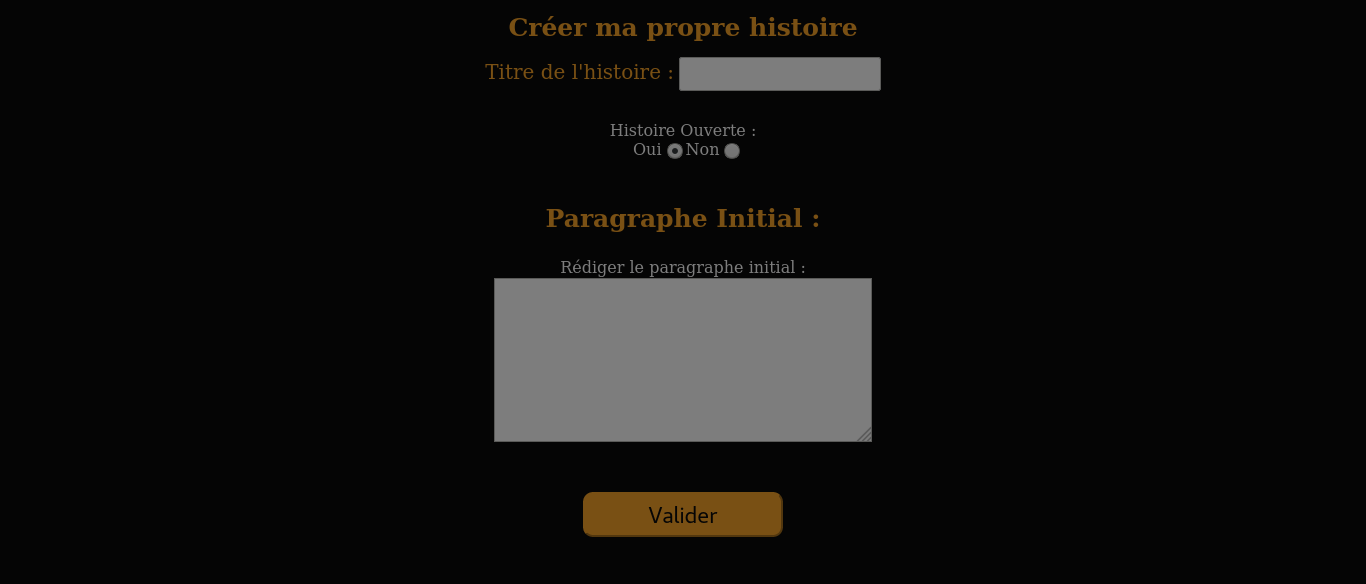 Créer ma propre histoire
Titre de l'histoire :
Histoire Ouverte :
Oui Non
Paragraphe Initial :
Rédiger le paragraphe initial :
Valider